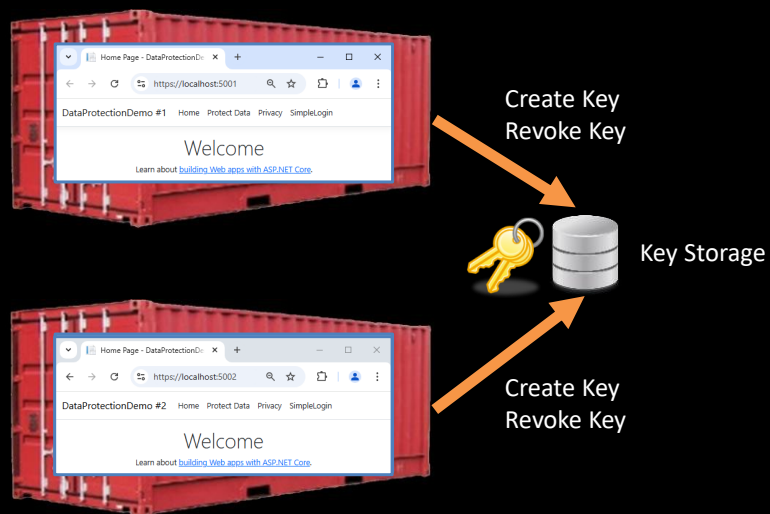 Home Page - DataProtectionDe
https://localhost:5001
DataProtectionDemo #1 Home Protect Data Privacy SimpleLogin
Welcome
Learn about building Web apps with ASP.NET Core.
Create Key
Revoke Key
Key Storage
Home Page - DataProtectionDe
https://localhost:5002
DataProtectionDemo #2 Home Protect Data Privacy SimpleLogin
Welcome
Learn about building Web apps with ASP.NET Core.
Create Key
Revoke Key